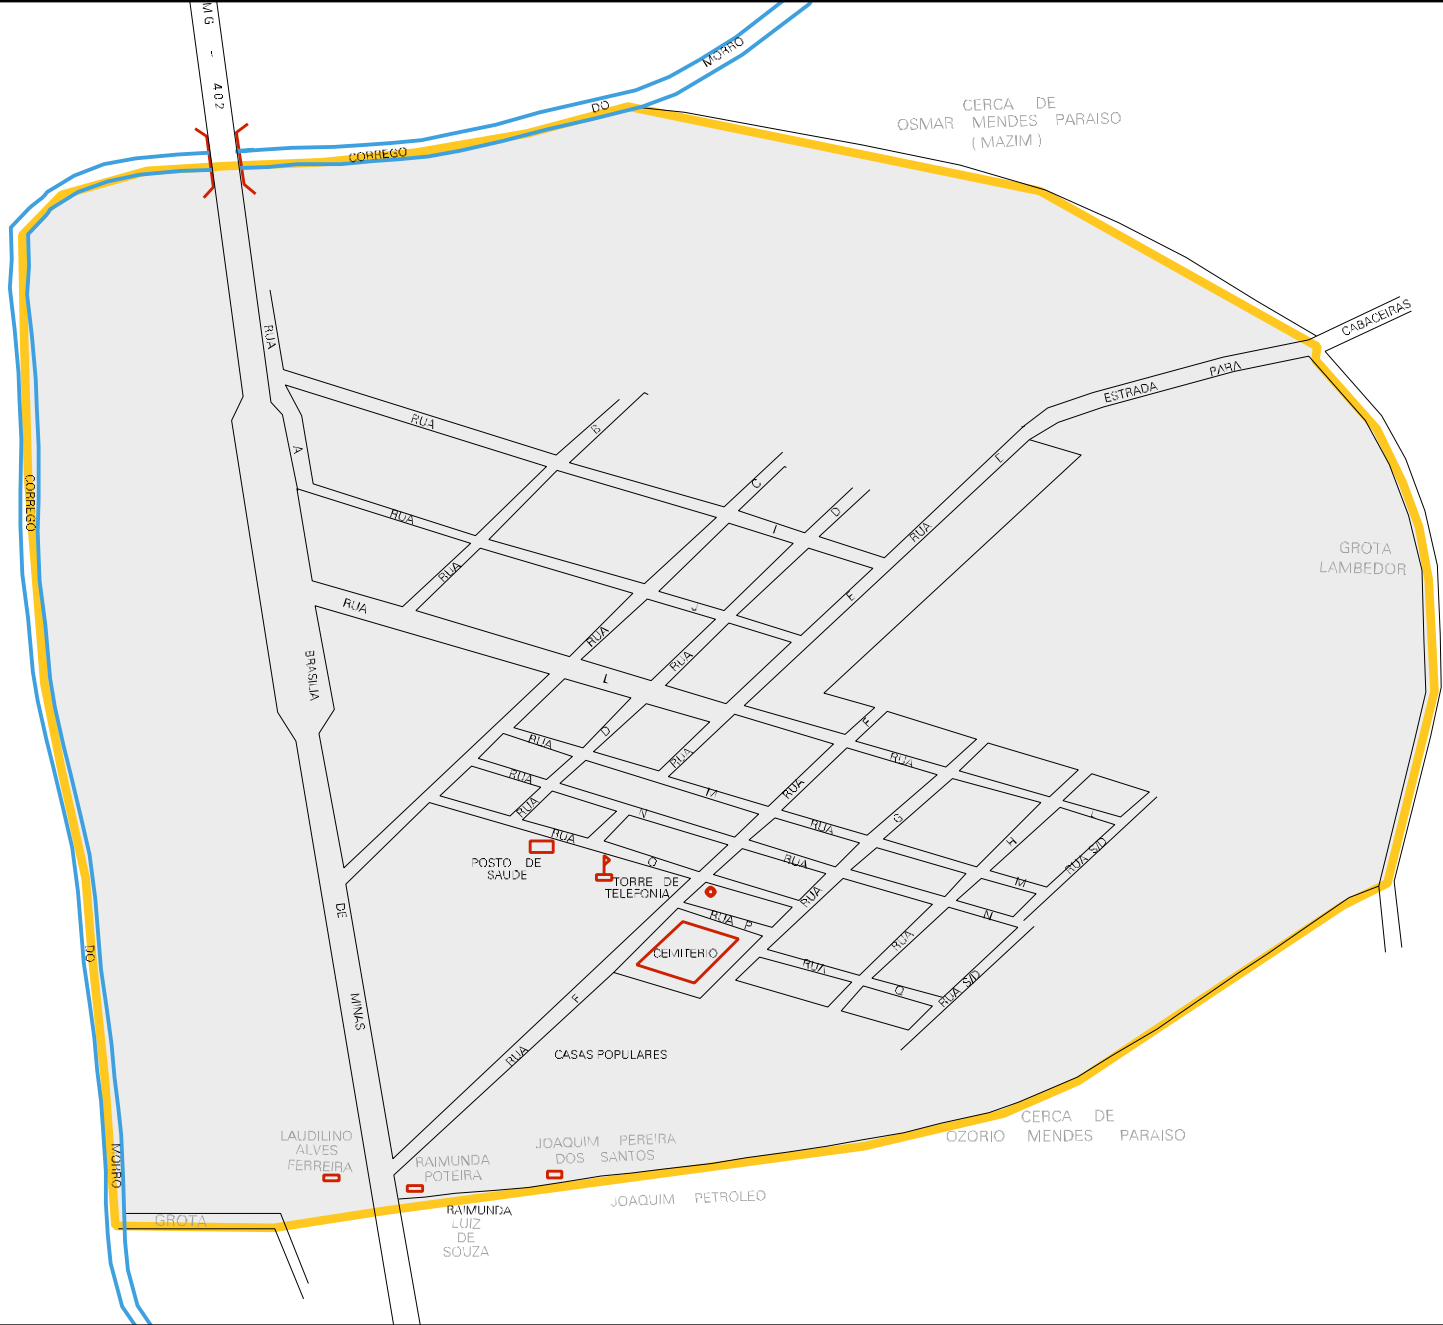 MG - 402
MORRO
DO
CORREGO
CERCA DE
OSMAR MENDES PARAISO
( MAZIM )
CABACEIRAS
ESTRADA PARA
RUA
A
RUA
B
RUA
C
I
D
RUA
E
RUA
RUA
J
E
RUA
RUA
L
BRASILIA
CORREGO
GROTA
LAMBEDOR
RUA
D
RUA
F
RUA
RUA
RUA
M
RUA
N
RUA
G
H
I
RUA S/D
RUA
O
RUA
M
N
POSTO DE
SAUDE
TORRE DE
TELEFONIA
RUA P
RUA
RUA
CEMITERIO
RUA
Q
RUA S/D
DE
DO
MINAS
F
RUA
CASAS POPULARES
MORRO
LAUDILINO
ALVES
FERREIRA
RAIMUNDA
POTEIRA
JOAQUIM PEREIRA
DOS SANTOS
CERCA DE
OZORIO MENDES PARAISO
JOAQUIM PETROLEO
GROTA
RAIMUNDA
LUIZ
DE
SOUZA